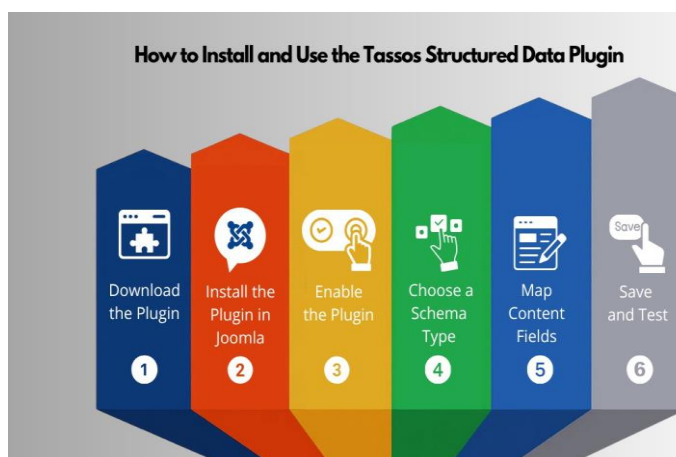 How to Install and Use the Tassos Structured Data Plugin
Download
the Plugin
1
Install the
Plugin in
Joomla
2
Enable
the Plugin
3
Choose a
Schema
Type
4
Map
Content
Fields
5
Save
Save
and Test
6